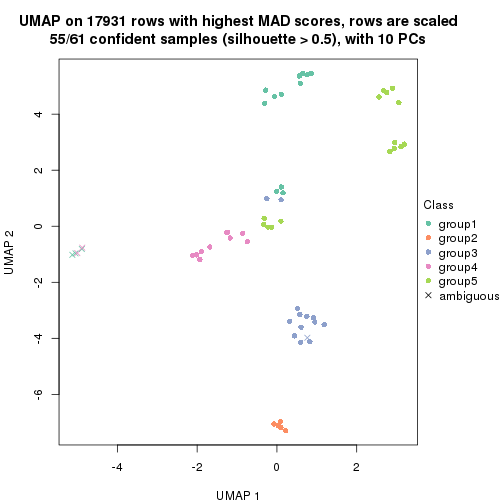 UMAP on 17931 rows with highest MAD scores, rows are scaled
55/61 confident samples (silhouette > 0.5), with 10 PCs
UMAP 2
4
2
0
-2
-4
-6
-4
-2
0
2
UMAP 1
Class
group1
group2
group3
group4
group5
ambiguous